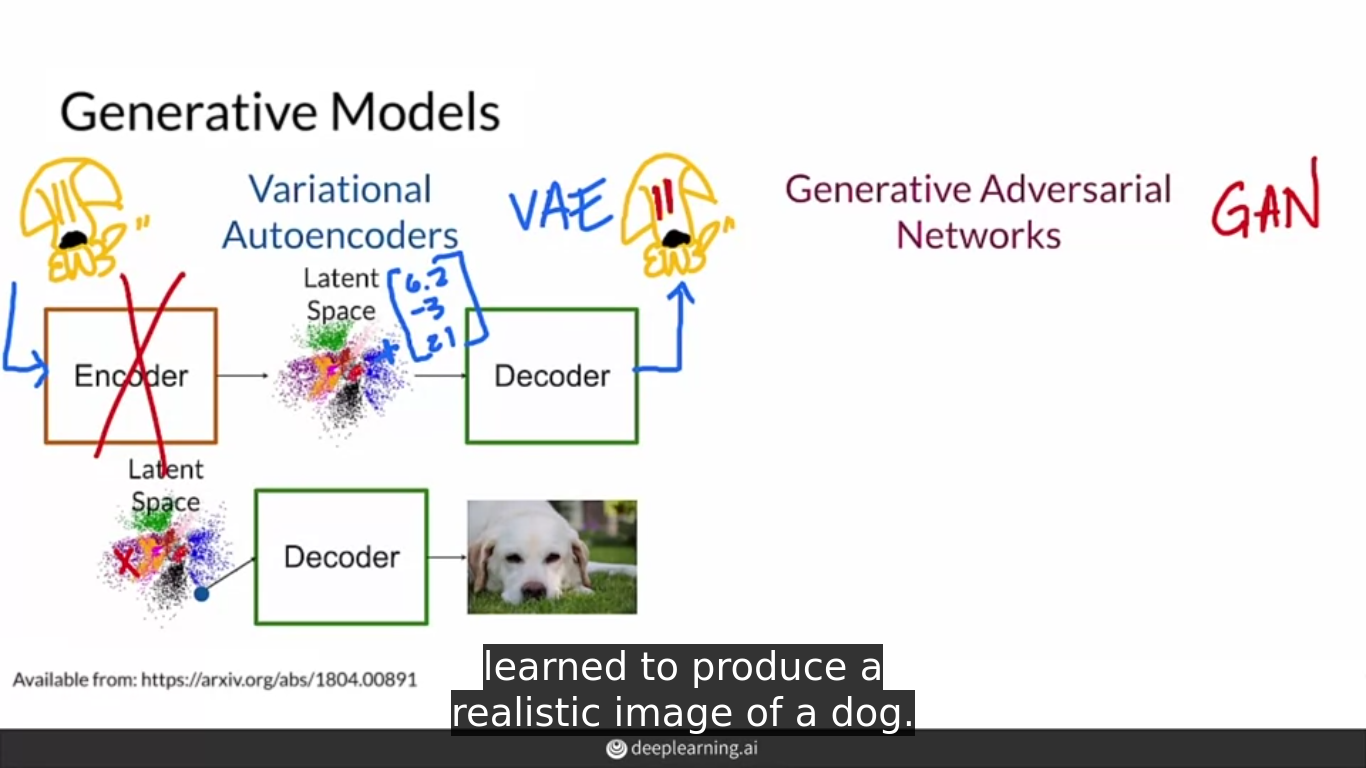 Generative Models
Variational
Autoencoders
VAE
Generative Adversarial
Networks
GAN
Latent
Space
6.2
-3
21
Encoder
Decoder
Latent
Space
Decoder
Available from: https://arxiv.org/abs/1804.00891
learned to produce a
realistic image of a dog.
deeplearning.ai